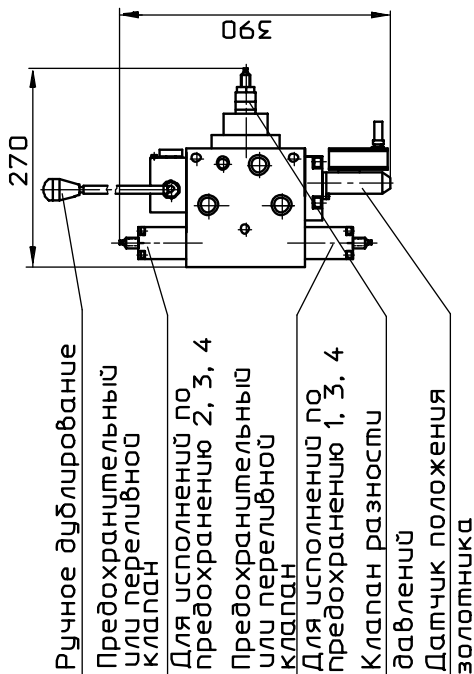 390
270
Ручное дублирование
Предохранительный
или переливной
клапан
Для исполнений по
предохранению 2, 3, 4
Предохранительный
или переливной
клапан
Для исполнений по
предохранению 1, 3, 4
Клапан разности
давлений
Датчик положения
золотника